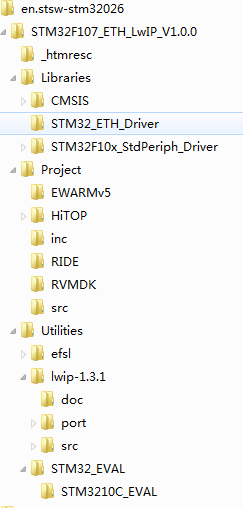 en.stsw-stm32026
STM32F107_ETH_LwIP_V1.0.0
_htmresc
Libraries
CMSIS
STM32_ETH_Driver
STM32F10x_StdPeriph_Driver
Project
EWARMv5
HiTOP
inc
RIDE
RVMDK
src
Utilities
efsl
lwip-1.3.1
doc
port
src
STM32_EVAL
STM3210C_EVAL